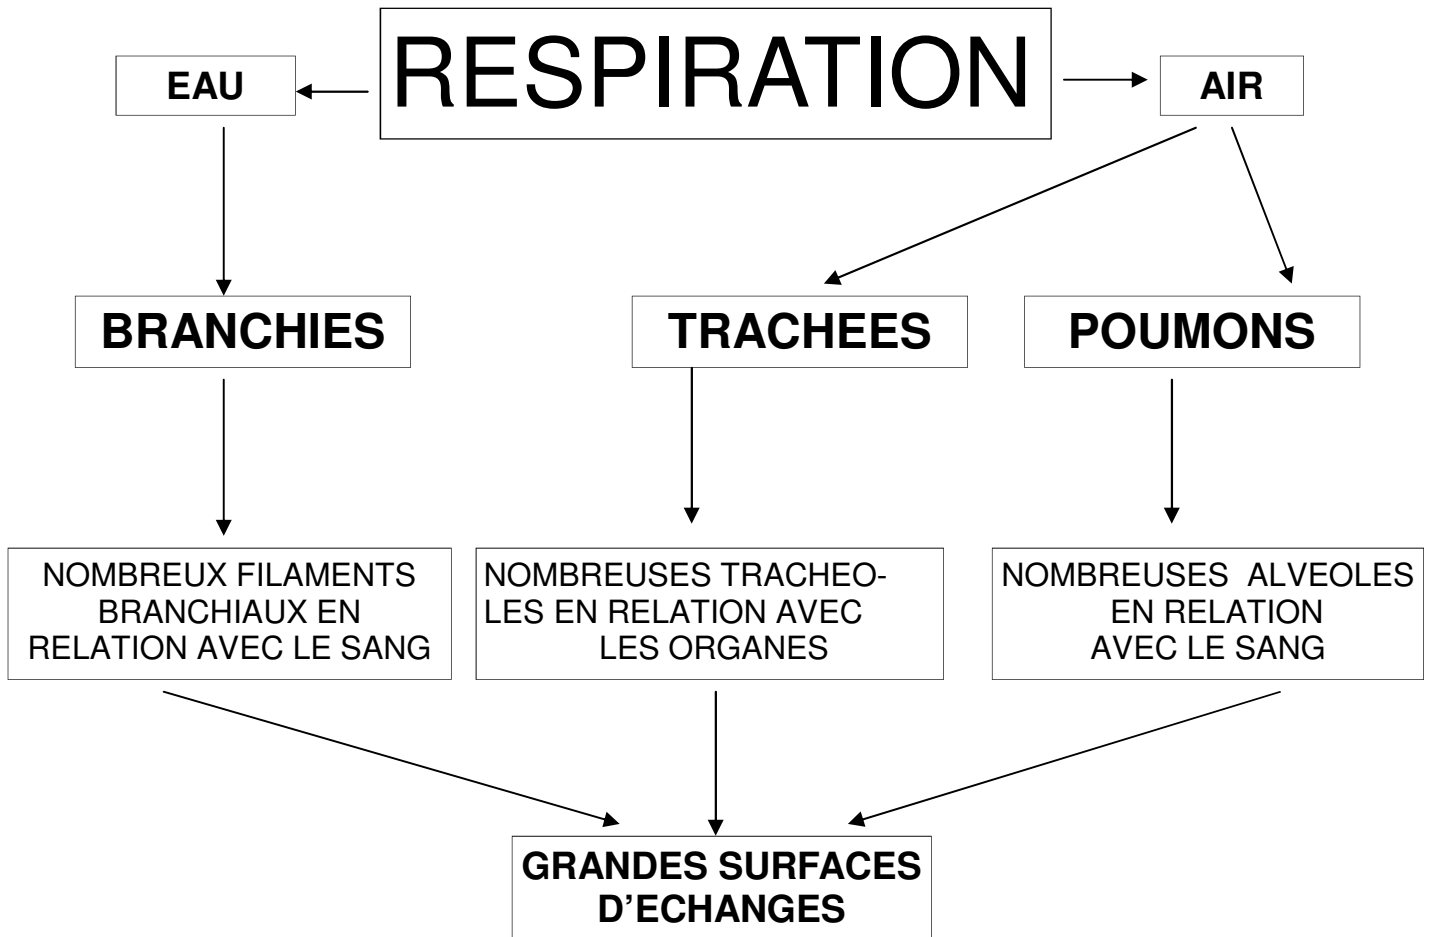 RESPIRATION
EAU
AIR
BRANCHIES
TRACHEES
POUMONS
NOMBREUX FILAMENTS
BRANCHIAUX EN
RELATION AVEC LE SANG
NOMBREUSES TRACHEO-
LES EN RELATION AVEC
LES ORGANES
NOMBREUSES  ALVEOLES
EN RELATION
AVEC LE SANG
GRANDES SURFACES
D'ECHANGES